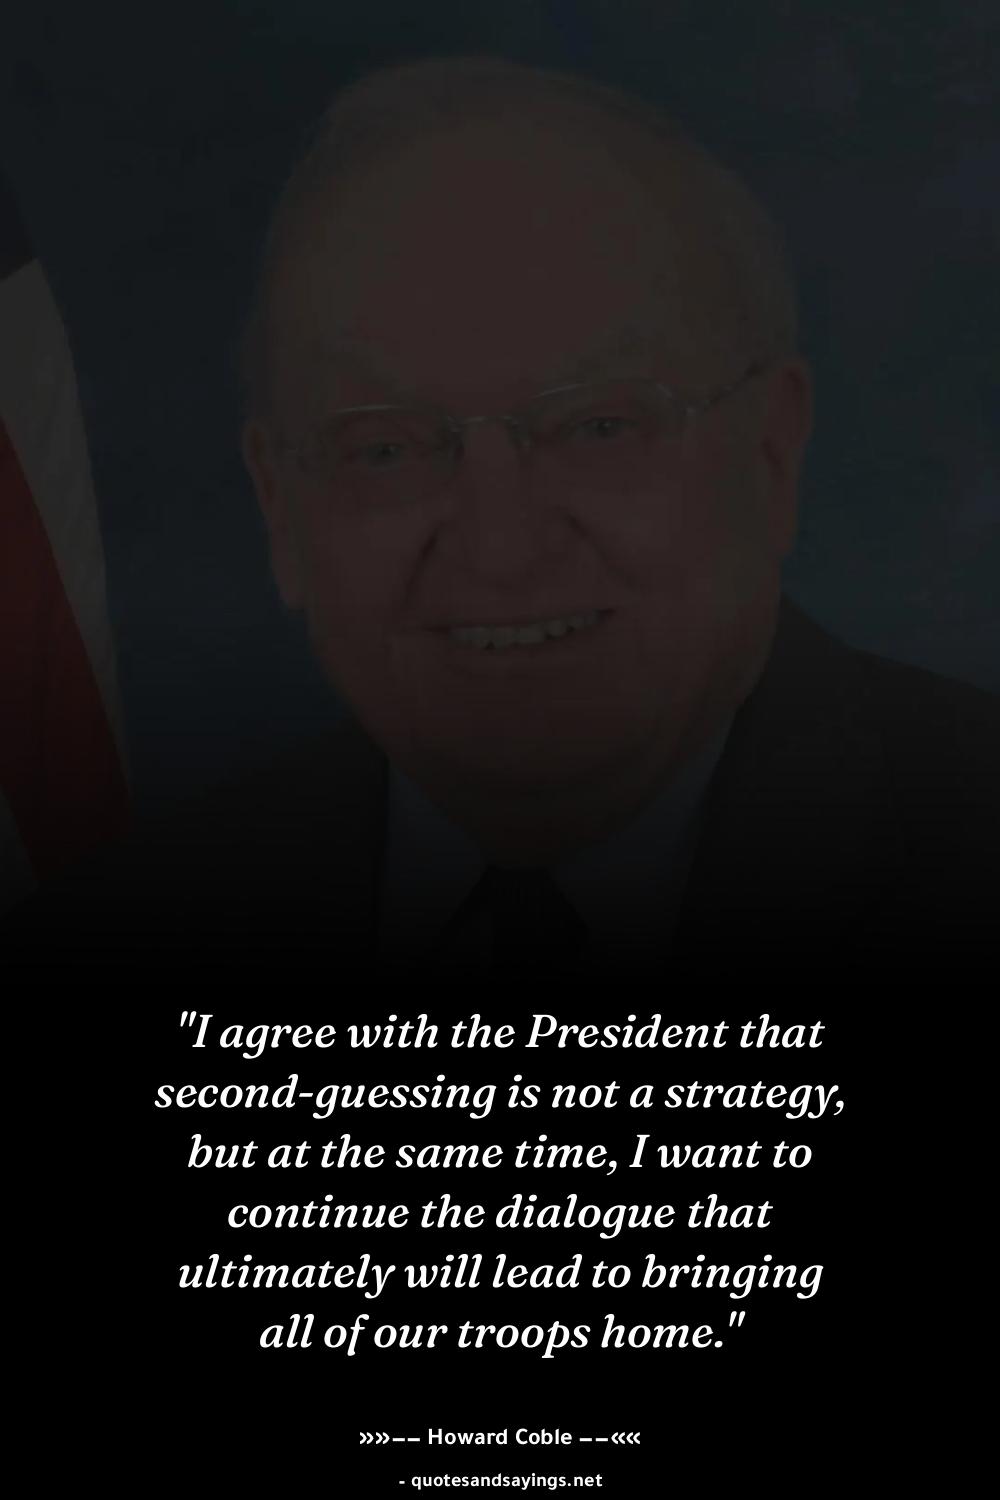 "I agree with the President that
second-guessing is not a strategy,
but at the same time, I want to
continue the dialogue that
ultimately will lead to bringing
all of our troops home."
»»−− Howard Coble −−««
- quotesandsayings.net